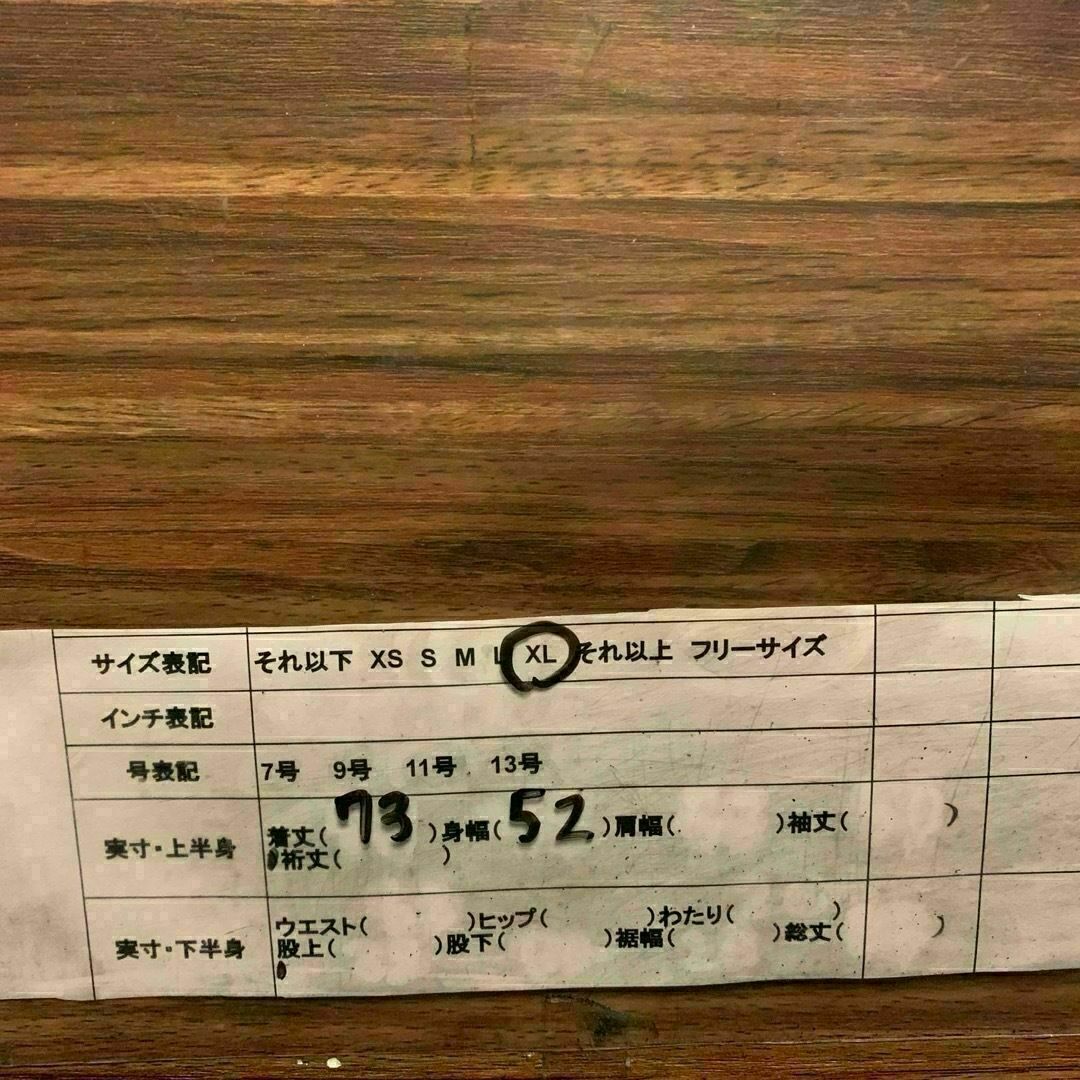 サイズ表記 それ以下 XS S M L XL それ以上 フリーサイズ
インチ表記
号表記 7号 9号 11号 13号
実寸・上半身 着丈( 73 )身幅( 52 )肩幅( )袖丈( )
裄丈( )
実寸・下半身 ウエスト( )ヒップ( )わたり( )
股上( )股下( )裾幅( )総丈( )